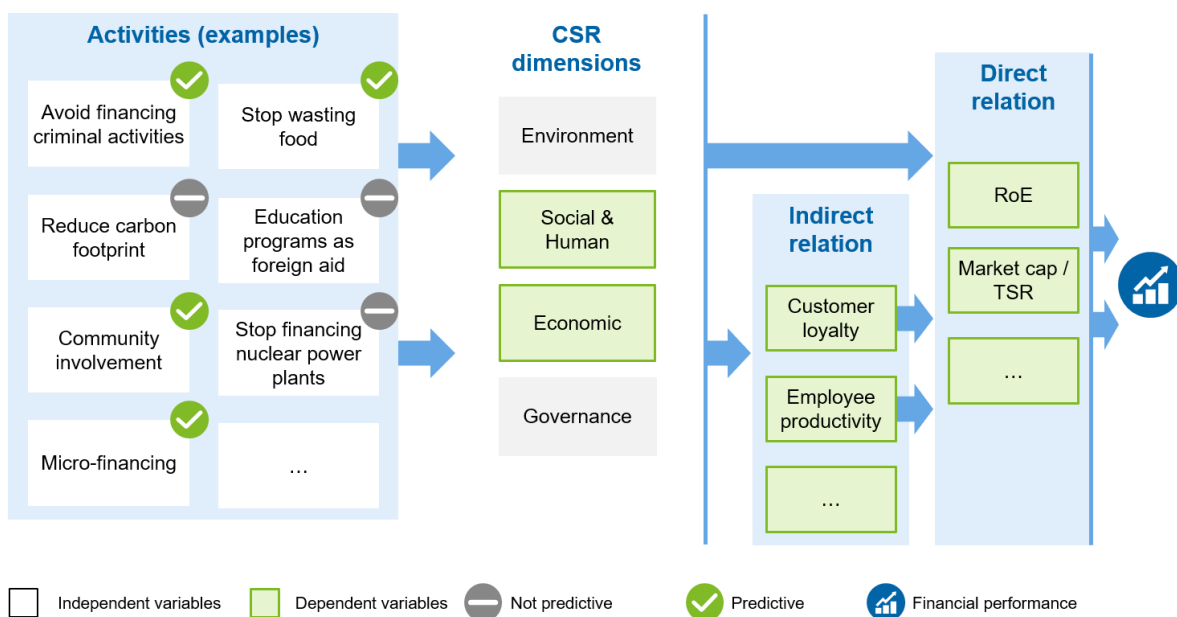 Activities (examples)
Avoid financing
criminal activities
Stop wasting
food
Reduce carbon
footprint
Education
programs as
foreign aid
Community
involvement
Stop financing
nuclear power
plants
Micro-financing
…
CSR
dimensions
Environment
Social &
Human
Economic
Governance
Indirect
relation
Customer
loyalty
Employee
productivity
…
Direct
relation
RoE
Market cap /
TSR
…
Independent variables
Dependent variables
Not predictive
Predictive
Financial performance